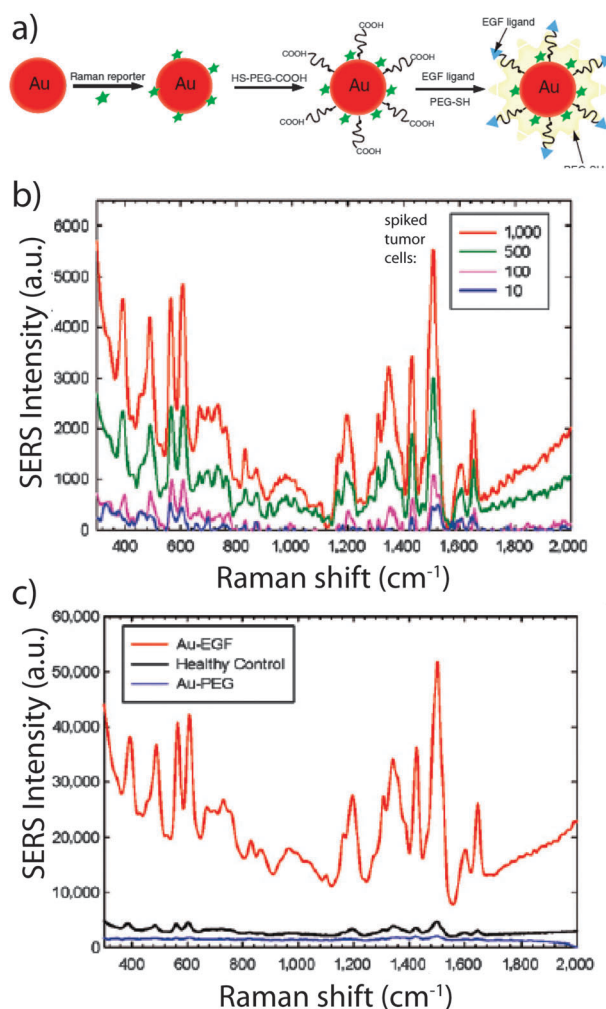 a)
EGF ligand
COOH
COOH
COOH
Au
Raman reporter
Au
HS-PEG-COOH
Au
EGF ligand
PEG-SH
Au
COOH
COOH
COOH
b)
6000
5000
4000
3000
2000
1000
0
SERS Intensity (a.u.)
spiked
tumor
cells:
1,000
500
100
10
400 600 800 1,000 1,200 1,400 1,600 1,800 2,000
Raman shift (cm⁻¹)
c)
60,000
50,000
40,000
30,000
20,000
10,000
0
SERS Intensity (a.u.)
Au-EGF
Healthy Control
Au-PEG
400 600 800 1,000 1,200 1,400 1,600 1,800 2,000
Raman shift (cm⁻¹)